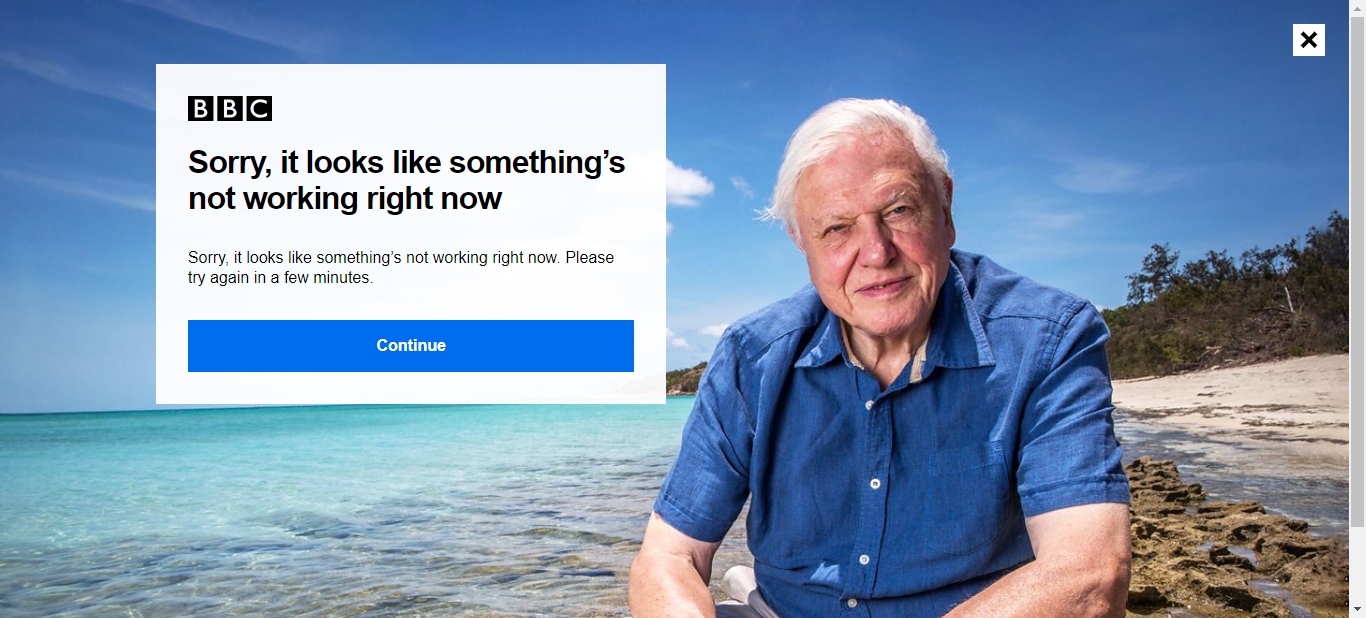 BBC
Sorry, it looks like something’s
not working right now
Sorry, it looks like something’s not working right now. Please
try again in a few minutes.
Continue